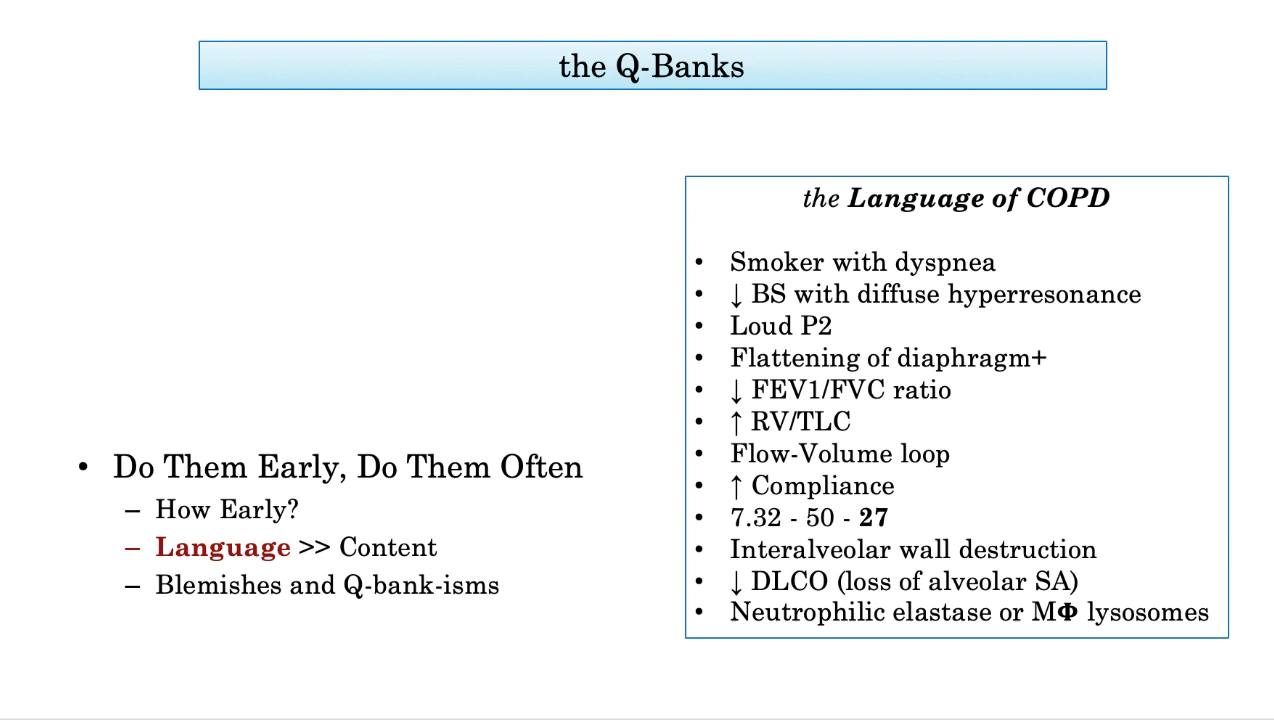 the Q-Banks
• Do Them Early, Do Them Often
– How Early?
– Language >> Content
– Blemishes and Q-bank-isms
the Language of COPD
• Smoker with dyspnea
• ↓ BS with diffuse hyperresonance
• Loud P2
• Flattening of diaphragm+
• ↓ FEV1/FVC ratio
• ↑ RV/TLC
• Flow-Volume loop
• ↑ Compliance
• 7.32 - 50 - 27
• Interalveolar wall destruction
• ↓ DLCO (loss of alveolar SA)
• Neutrophilic elastase or MΦ lysosomes